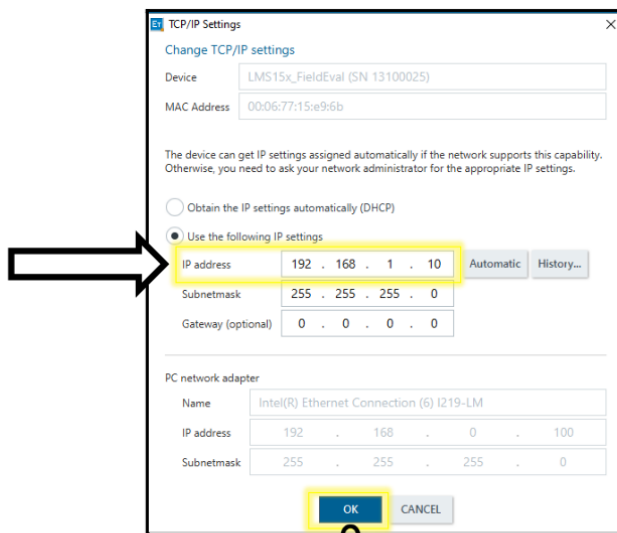 ET TCP/IP Settings
Change TCP/IP settings
Device LMS15x_FieldEval (SN 13100025)
MAC Address 00:06:77:15:e9:6b
The device can get IP settings assigned automatically if the network supports this capability.
Otherwise, you need to ask your network administrator for the appropriate IP settings.
Obtain the IP settings automatically (DHCP)
Use the following IP settings
IP address 192 . 168 . 1 . 10 Automatic History...
Subnetmask 255 . 255 . 255 . 0
Gateway (optional) 0 . 0 . 0 . 0
PC network adapter
Name Intel(R) Ethernet Connection (6) I219-LM
IP address 192 . 168 . 0 . 100
Subnetmask 255 . 255 . 255 . 0
OK CANCEL